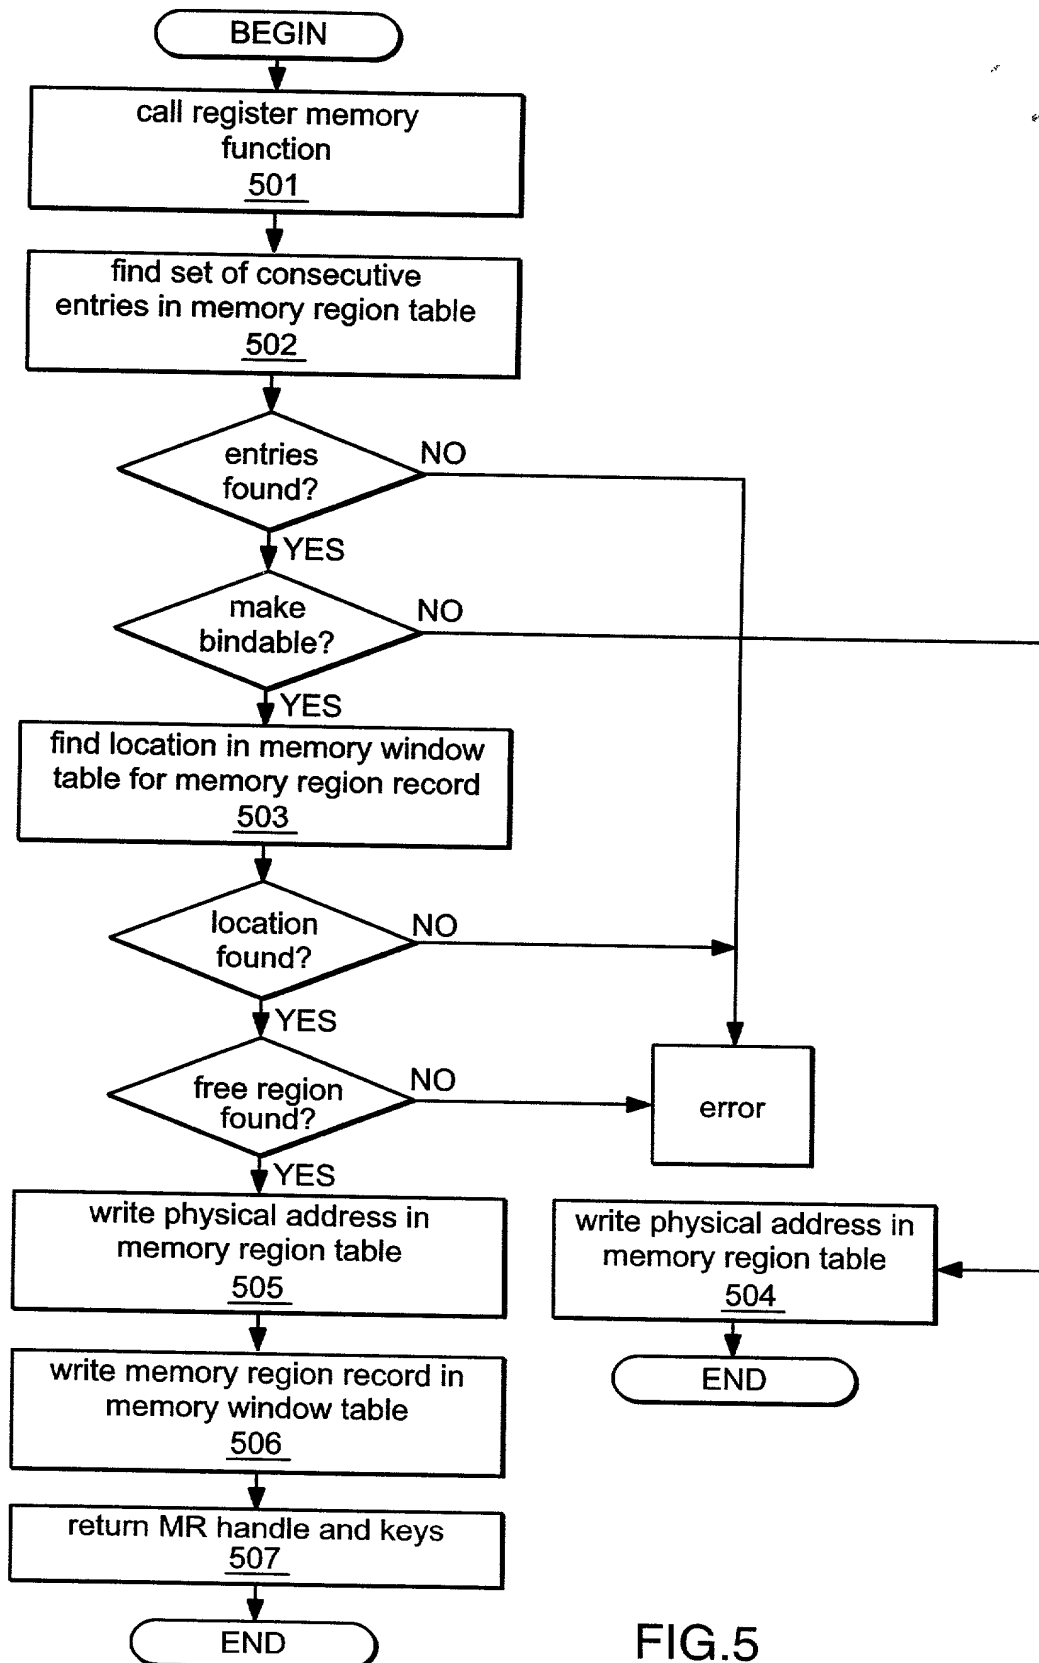 BEGIN
call register memory
function
501
find set of consecutive
entries in memory region table
502
entries
found?
NO
YES
make
bindable?
NO
YES
find location in memory window
table for memory region record
503
location
found?
NO
YES
free region
found?
NO
error
YES
write physical address in
memory region table
505
write physical address in
memory region table
504
END
write memory region record in
memory window table
506
return MR handle and keys
507
END
FIG.5